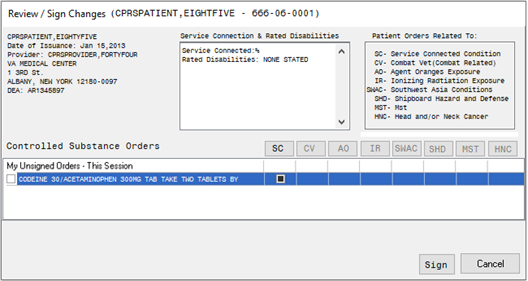 Review / Sign Changes (CPRSPATIENT,EIGHTFIVE - 666-06-0001)
CPRSPATIENT,EIGHTYFIVE
Date of Issuance: Jan 15,2013
Provider: CPRSPROVIDER,FORTYFOUR
VA MEDICAL CENTER
1 3RD St.
ALBANY, NEW YORK 12180-0097
DEA: AR1345897
Service Connection & Rated Disabilities
Service Connected:%
Rated Disabilities: NONE STATED
Patient Orders Related To:
SC- Service Connected Condition
CV- Combat Vet(Combat Related)
AO- Agent Oranges Exposure
IR- Ionizing Radtiation Exposure
SWAC- Southwest Asia Conditions
SHD- Shipboard Hazard and Defense
MST- Mst
HNC- Head and/or Neck Cancer
Controlled Substance Orders
SC CV AO IR SWAC SHD MST HNC
My Unsigned Orders - This Session
CODEINE 30/ACETAMINOPHEN 300MG TAB TAKE TWO TABLETS BY
Sign Cancel